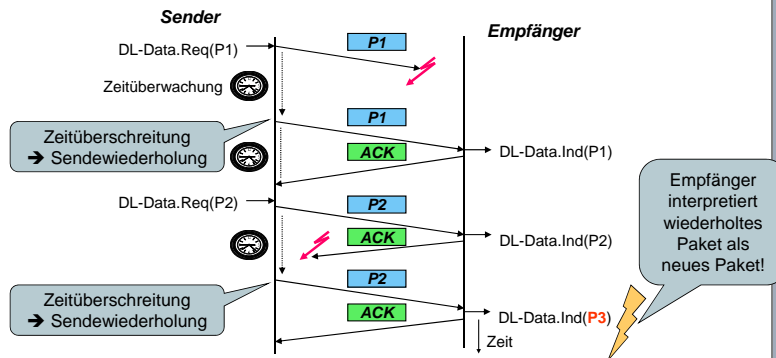 Sender
Empfänger
DL-Data.Req(P1)
P1
Zeitüberwachung
P1
Zeitüberschreitung
➔ Sendewiederholung
ACK
DL-Data.Ind(P1)
DL-Data.Req(P2)
P2
ACK
DL-Data.Ind(P2)
Empfänger
interpretiert
wiederholtes
Paket als
neues Paket!
P2
Zeitüberschreitung
➔ Sendewiederholung
ACK
DL-Data.Ind(P3)
Zeit